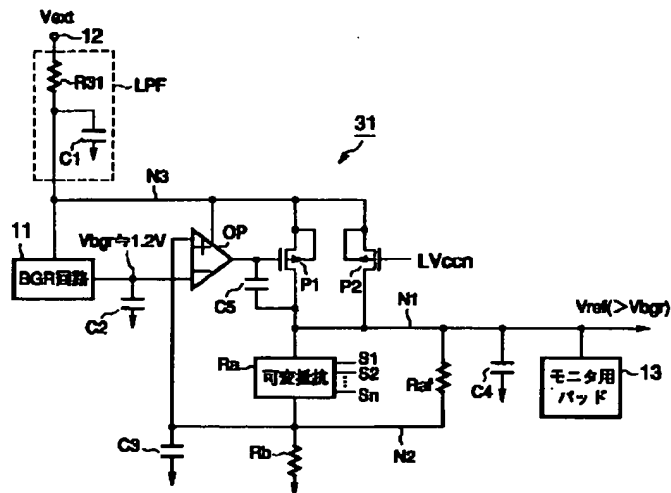 Vext
12
R31
LPF
C1
31
N3
11
Vbgr≒1.2V
OP
BGR回路
+
−
P1
P2
LVccn
C5
C2
N1
Vref(>Vbgr)
Ra
可変抵抗
S1
S2
Sn
Raf
C4
モニタ用
パッド
13
C3
Rb
N2